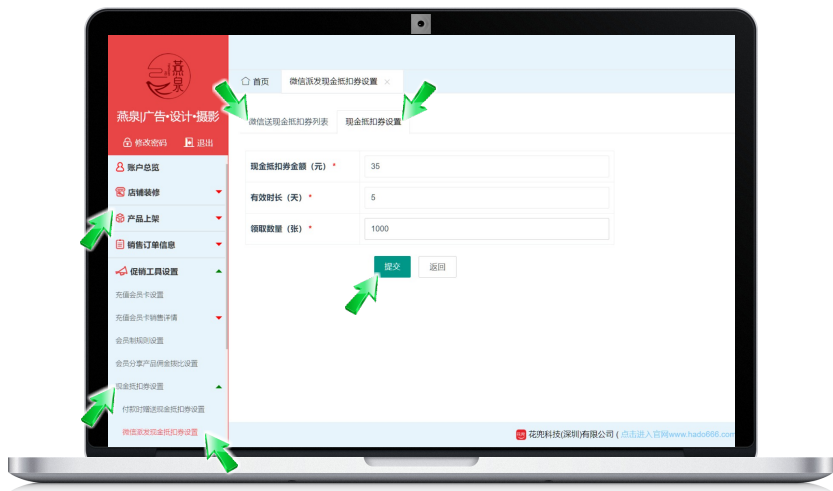 燕泉
燕泉|广告•设计•摄影
修改密码 退出
账户总览
店铺装修
产品上架
销售订单信息
促销工具设置
充值会员卡设置
充值会员卡销售详情
会员制规则设置
会员分享产品佣金拨比设置
现金抵扣券设置
付款时赠送现金抵扣券设置
微信派发现金抵扣券设置
首页 微信派发现金抵扣券设置 ×
微信送现金抵扣券列表 现金抵扣券设置
现金抵扣券金额（元） * 35
有效时长（天） * 5
领取数量（张） * 1000
提交 返回
花兜科技(深圳)有限公司 ( 点击进入官网www.hado686.com